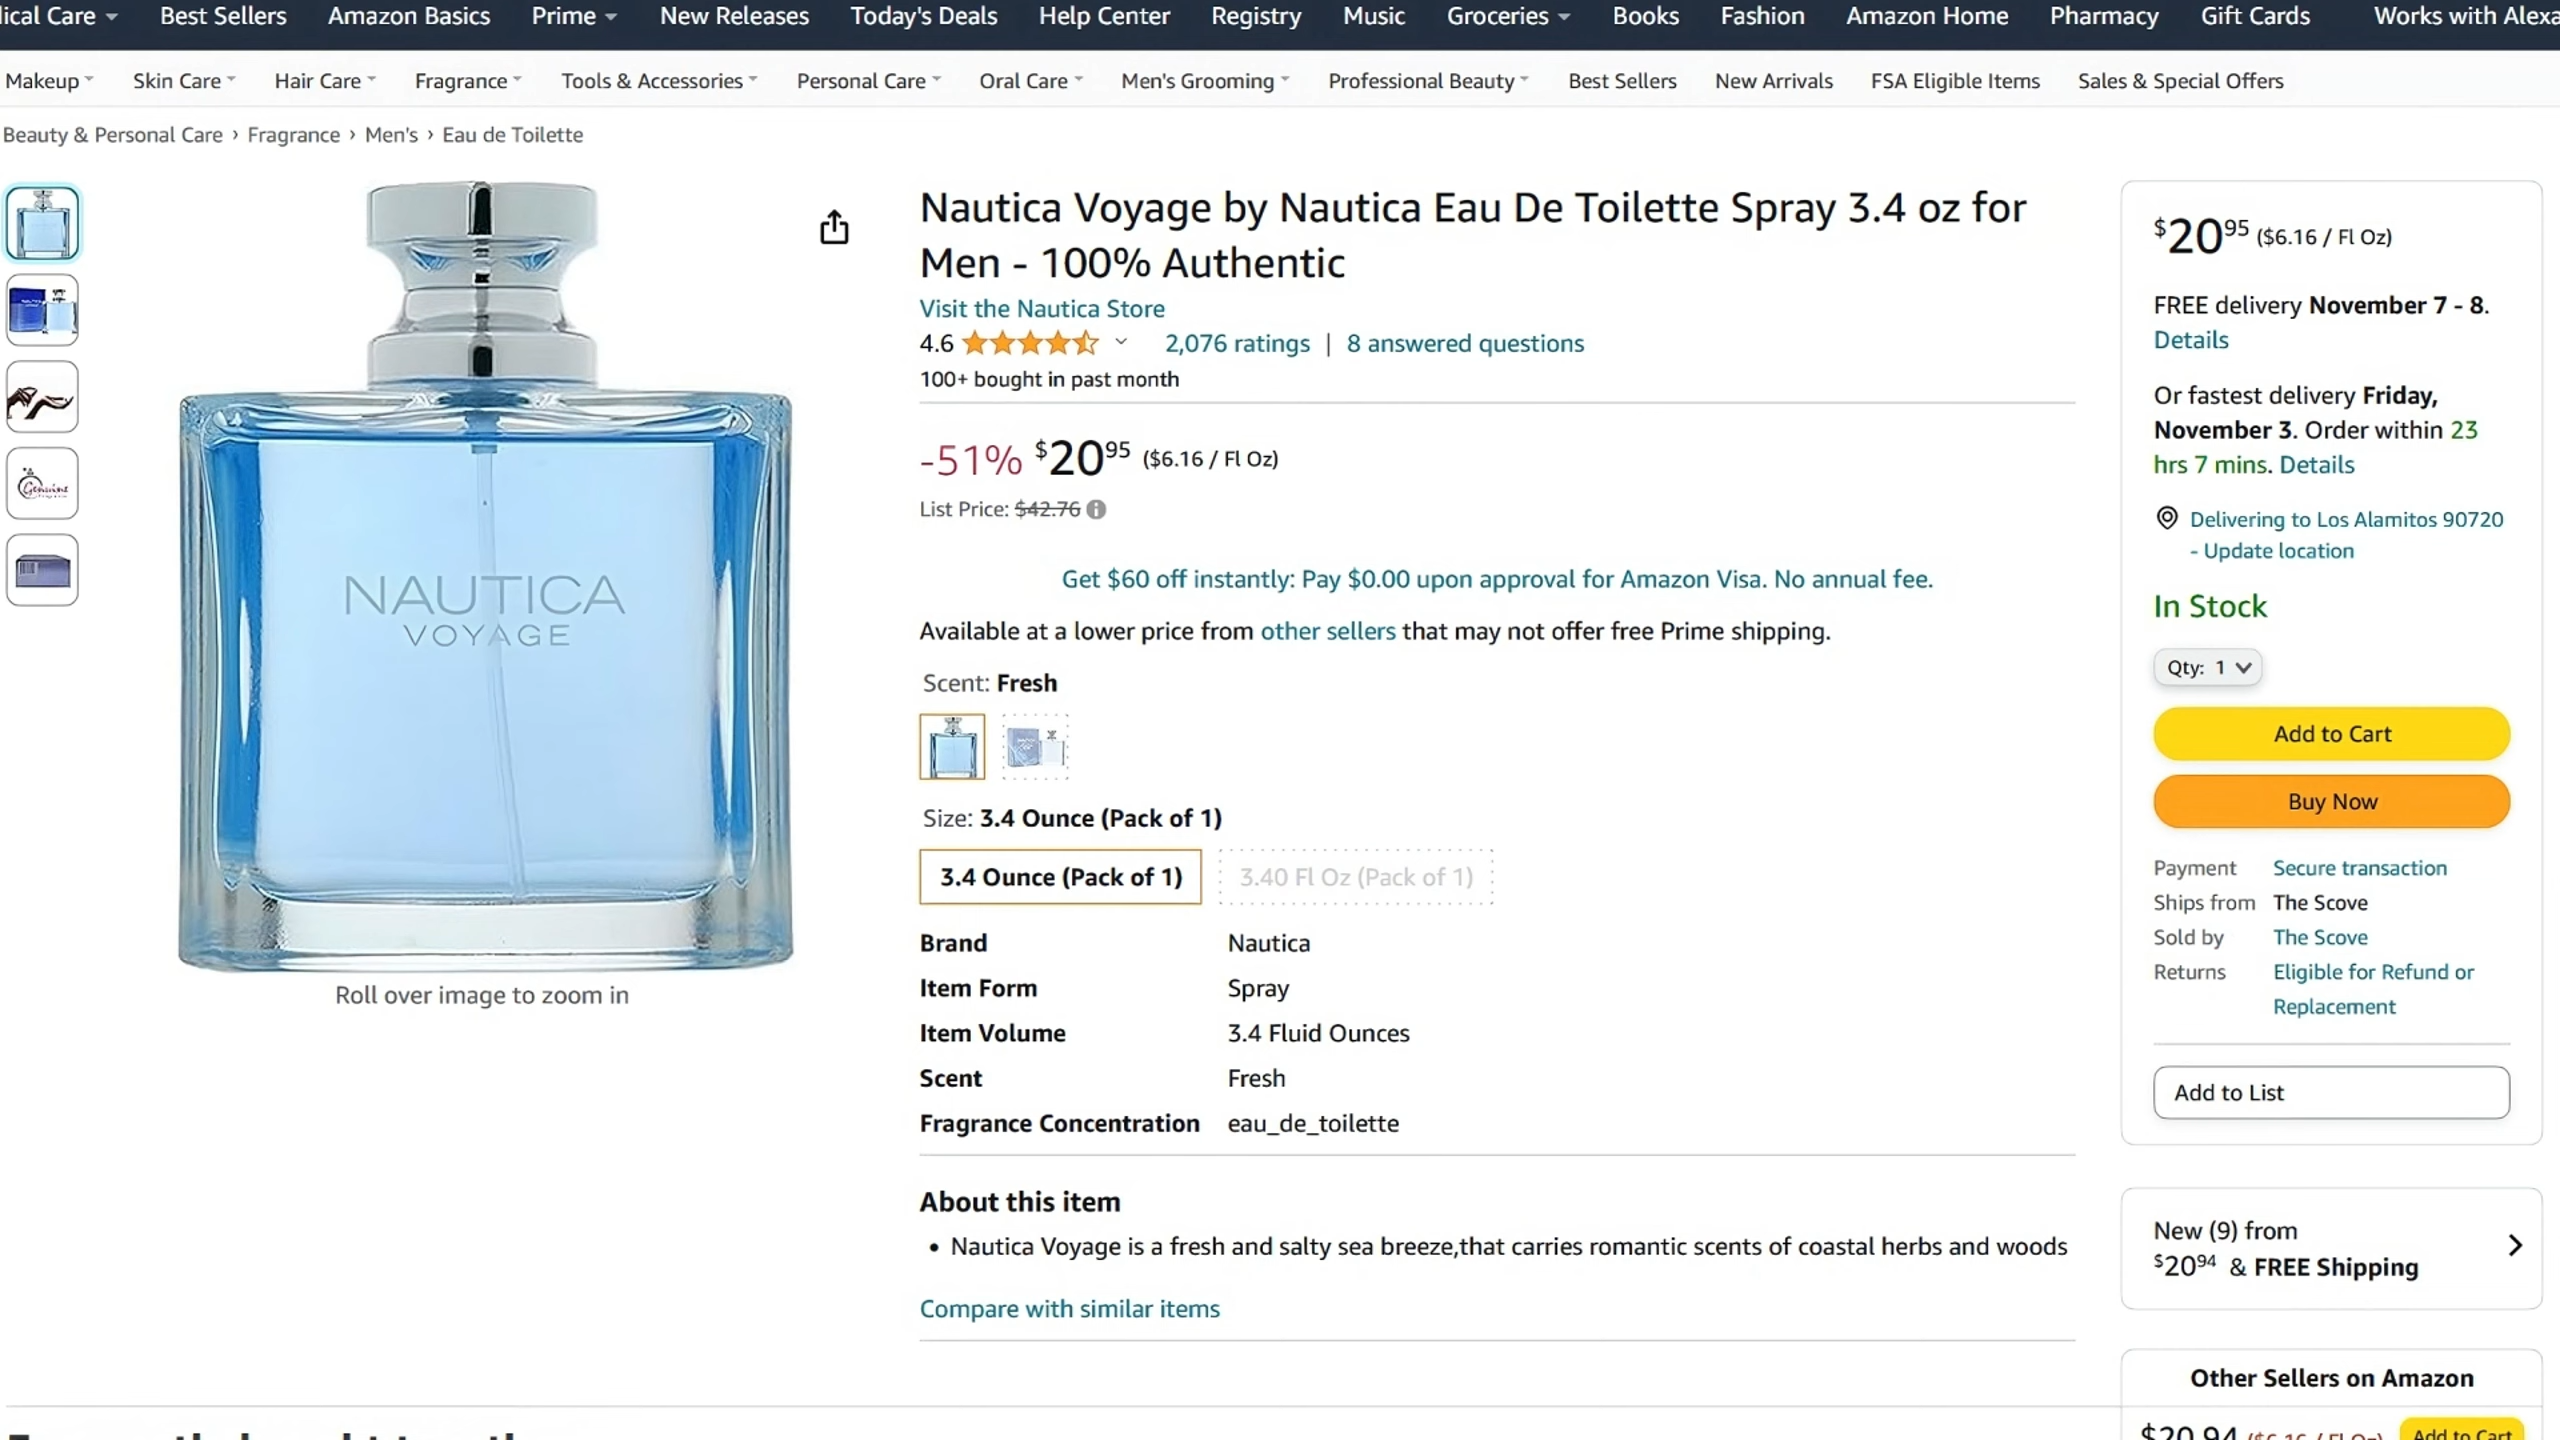 ical Care
Best Sellers
Amazon Basics
Prime
New Releases
Today's Deals
Help Center
Registry
Music
Groceries
Books
Fashion
Amazon Home
Pharmacy
Gift Cards
Works with Alexa
Makeup
Skin Care
Hair Care
Fragrance
Tools & Accessories
Personal Care
Oral Care
Men's Grooming
Professional Beauty
Best Sellers
New Arrivals
FSA Eligible Items
Sales & Special Offers
Beauty & Personal Care › Fragrance › Men's › Eau de Toilette
NAUTICA
VOYAGE
Genuine
Roll over image to zoom in
Nautica Voyage by Nautica Eau De Toilette Spray 3.4 oz for
Men - 100% Authentic
Visit the Nautica Store
4.6 2,076 ratings | 8 answered questions
100+ bought in past month
-51% $2095 ($6.16 / Fl Oz)
List Price: $42.76
Get $60 off instantly: Pay $0.00 upon approval for Amazon Visa. No annual fee.
Available at a lower price from other sellers that may not offer free Prime shipping.
Scent: Fresh
Size: 3.4 Ounce (Pack of 1)
3.4 Ounce (Pack of 1)
3.40 Fl Oz (Pack of 1)
Brand Nautica
Item Form Spray
Item Volume 3.4 Fluid Ounces
Scent Fresh
Fragrance Concentration eau_de_toilette
About this item
• Nautica Voyage is a fresh and salty sea breeze,that carries romantic scents of coastal herbs and woods
Compare with similar items
$2095 ($6.16 / Fl Oz)
FREE delivery November 7 - 8.
Details
Or fastest delivery Friday,
November 3. Order within 23
hrs 7 mins. Details
Delivering to Los Alamitos 90720
- Update location
In Stock
Qty: 1
Add to Cart
Buy Now
Payment Secure transaction
Ships from The Scove
Sold by The Scove
Returns Eligible for Refund or
Replacement
Add to List
New (9) from
$2094 & FREE Shipping
Other Sellers on Amazon
$20.94 ($6.16 / Fl Oz)
Add to Cart